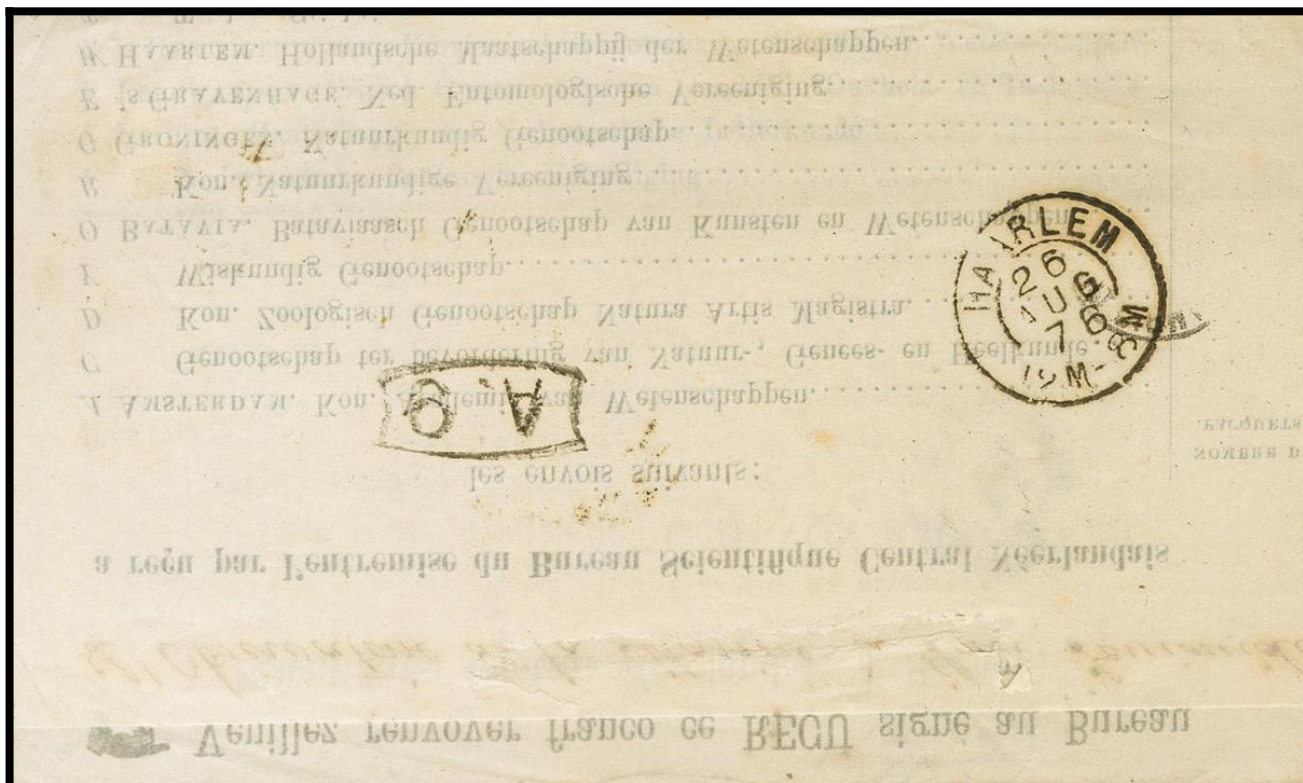 Veuillez renvoyer franco ce REÇU signé au Bureau
a reçu par l'entremise du Bureau Scientifique Central Néerlandais
les envois suivants:
NOMBRE D
PACQUETS
A AMSTERDAM. Kon. Akademie van Wetenschappen
C Genootschap ter bevordering van Natuur-, Genees- en Heelkunde
D Kon. Zoologisch Genootschap Natura Artis Magistra
Wiskundig Genootschap
O BATAVIA. Bataviaasch Genootschap van Kunsten en Wetenschappen
Kon. Natuurkundige Vereeniging
GRONINGEN. Natuurkundig Genootschap
'S GRAVENHAGE. Ned. Entomologische Vereeniging
HAARLEM. Hollandsche Maatschappij der Wetenschappen
HAARLEM
26
AUG
76